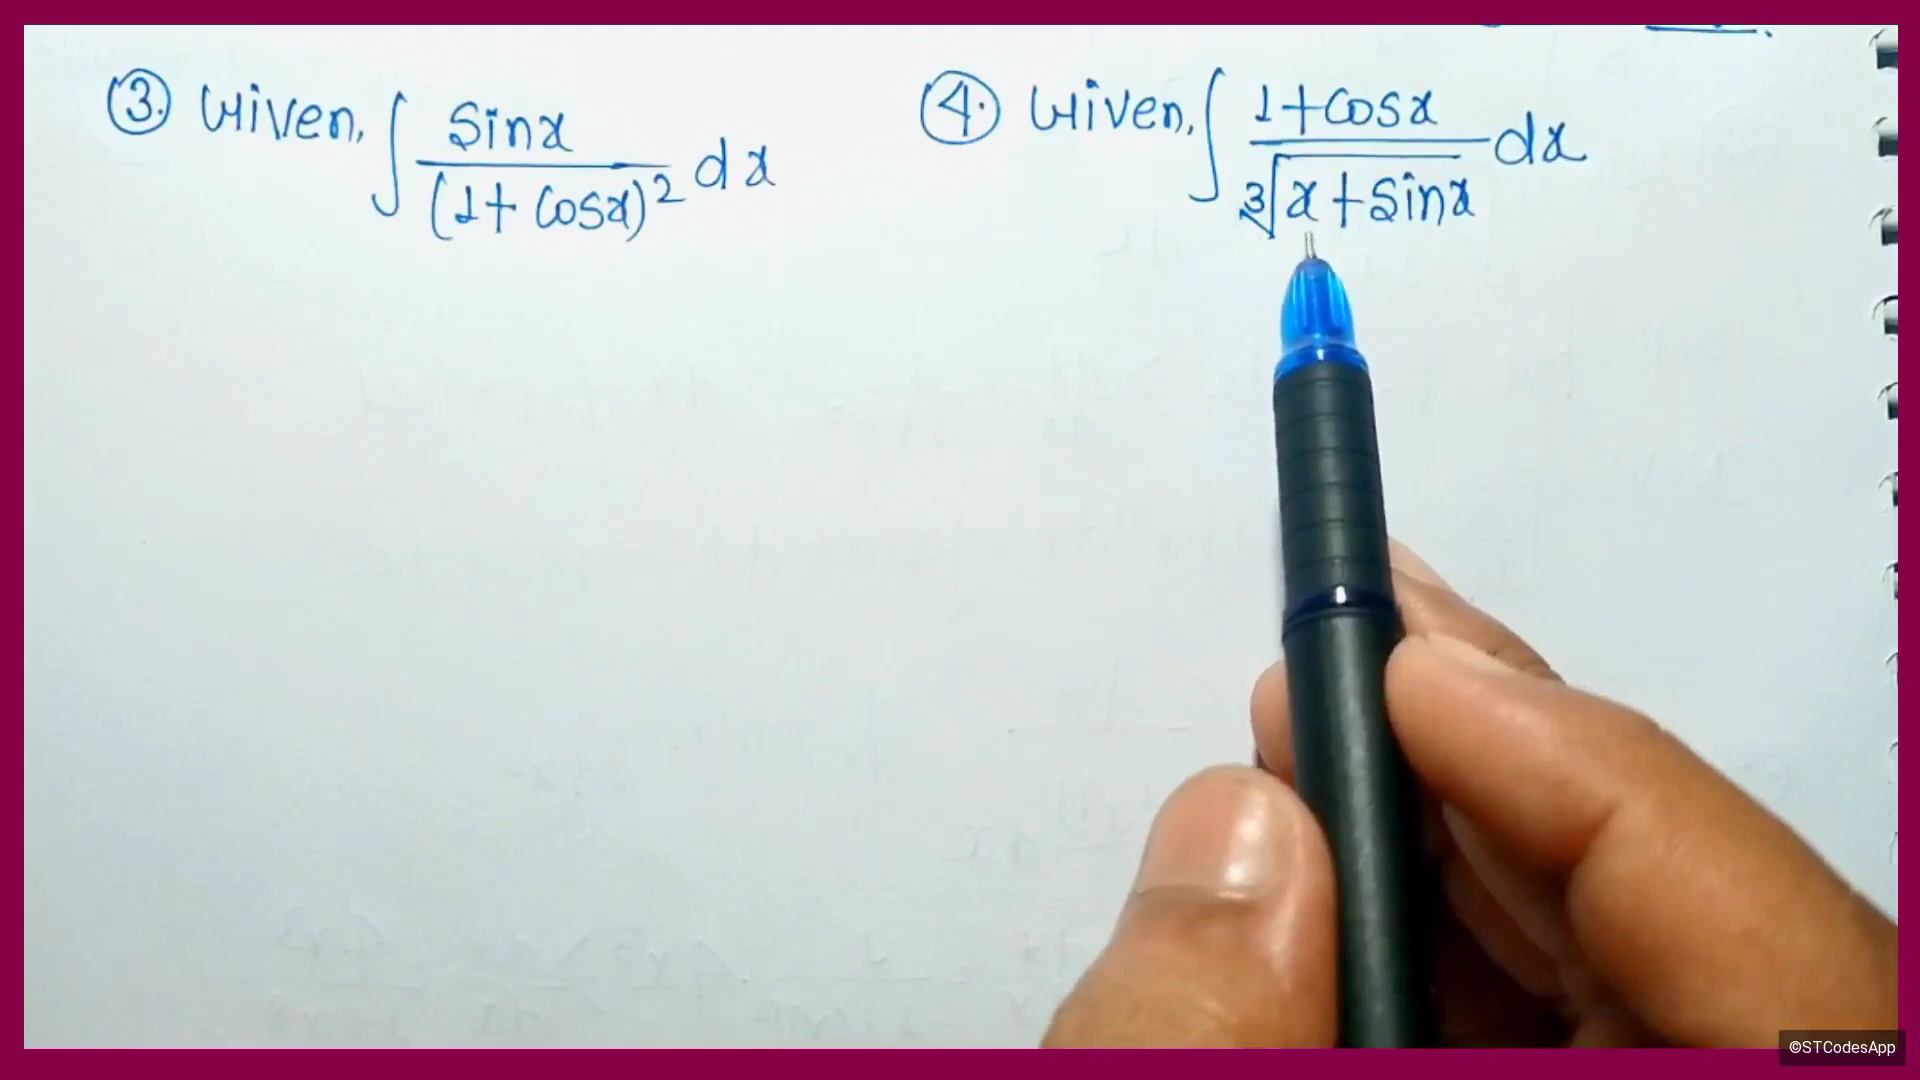 ③. Given, ∫ Sinx / (1+Cosx)² dx
④. Given, ∫ 1+Cosx / ∛(x+Sinx) dx
©STCodesApp